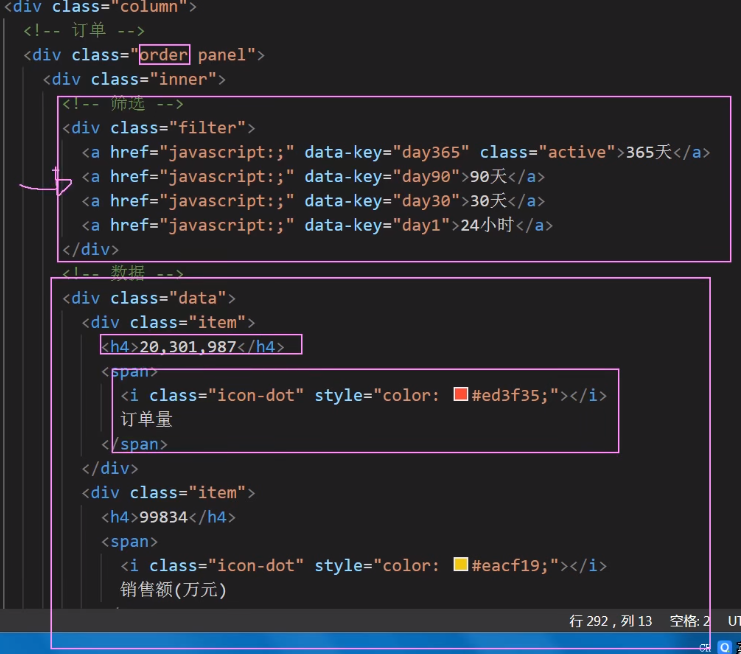 <div class="column">
<!-- 订单 -->
<div class="order panel">
<div class="inner">
<!-- 筛选 -->
<div class="filter">
<a href="javascript:;" data-key="day365" class="active">365天</a>
<a href="javascript:;" data-key="day90">90天</a>
<a href="javascript:;" data-key="day30">30天</a>
<a href="javascript:;" data-key="day1">24小时</a>
</div>
<!-- 数据 -->
<div class="data">
<div class="item">
<h4>20,301,987</h4>
<span>
<i class="icon-dot" style="color: #ed3f35;"></i>
订单量
</span>
</div>
<div class="item">
<h4>99834</h4>
<span>
<i class="icon-dot" style="color: #eacf19;"></i>
销售额(万元)
行 292，列 13 空格: 2 UT
CH